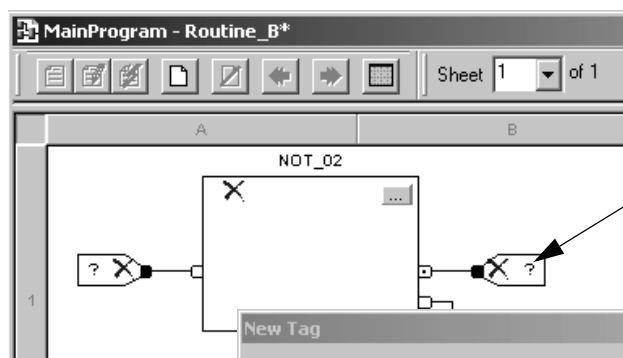 MainProgram - Routine_B*
Sheet 1 of 1
A B
NOT_02
...
? ?
1
New Tag